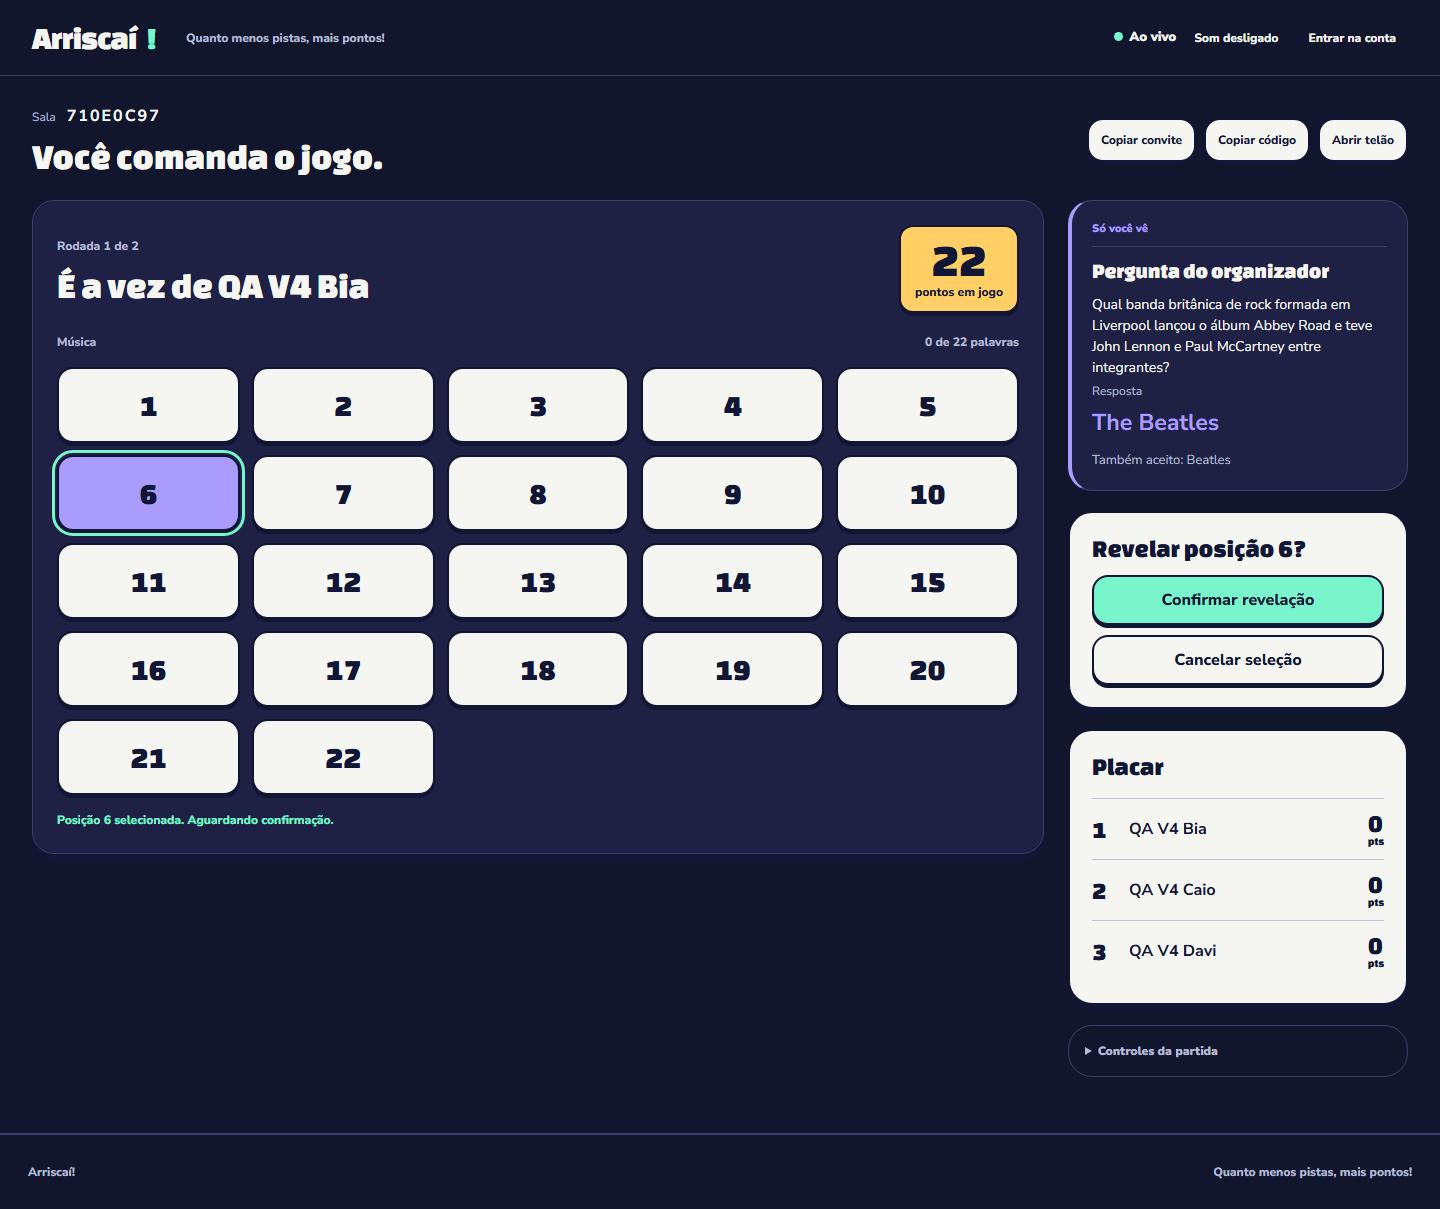 Arriscaí !
Quanto menos pistas, mais pontos!
Ao vivo
Som desligado
Entrar na conta
Sala 710E0C97
Você comanda o jogo.
Copiar convite
Copiar código
Abrir telão
Rodada 1 de 2
É a vez de QA V4 Bia
22
pontos em jogo
Música
0 de 22 palavras
1
2
3
4
5
6
7
8
9
10
11
12
13
14
15
16
17
18
19
20
21
22
Posição 6 selecionada. Aguardando confirmação.
Só você vê
Pergunta do organizador
Qual banda britânica de rock formada em
Liverpool lançou o álbum Abbey Road e teve
John Lennon e Paul McCartney entre
integrantes?
Resposta
The Beatles
Também aceito: Beatles
Revelar posição 6?
Confirmar revelação
Cancelar seleção
Placar
1 QA V4 Bia 0
pts
2 QA V4 Caio 0
pts
3 QA V4 Davi 0
pts
Controles da partida
Arriscaí!
Quanto menos pistas, mais pontos!